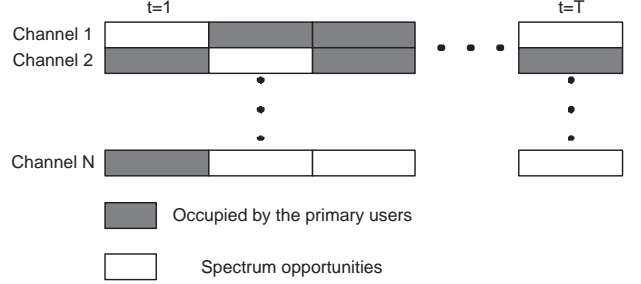 t=1
t=T
Channel 1
Channel 2
Channel N
Occupied by the primary users
Spectrum opportunities